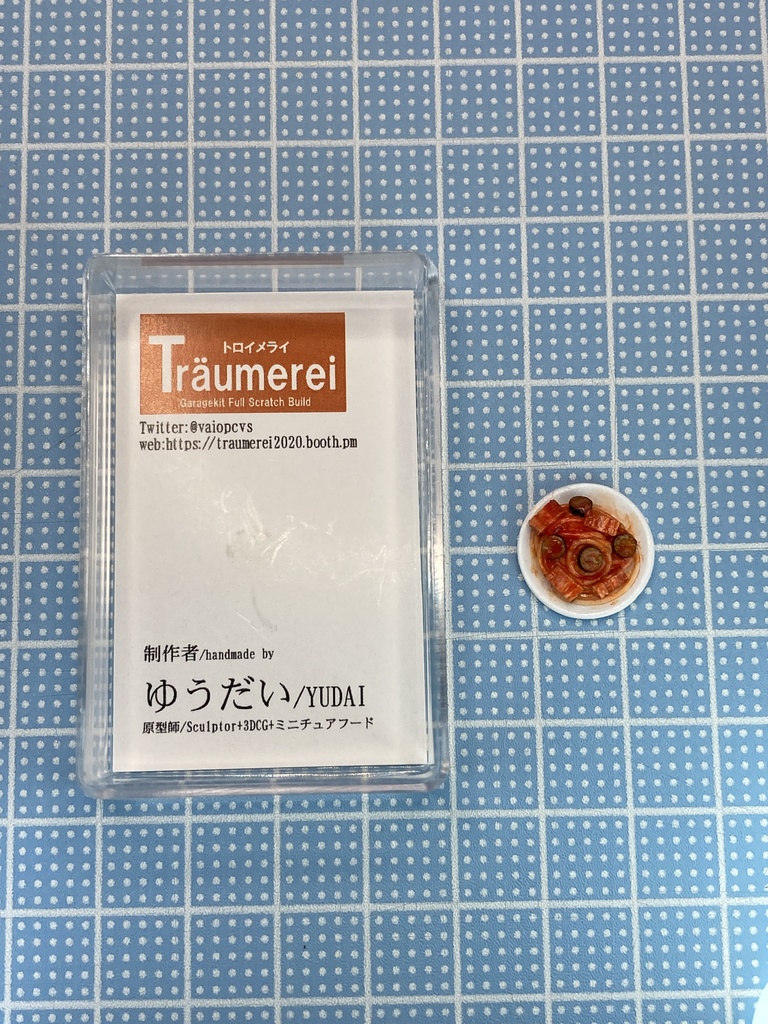 トロイメライ
Träumerei
Garagekit Full Scratch Build
Twitter:@vaiopcvs
web:https://traumerei2020.booth.pm
制作者/handmade by
ゆうだい/YUDAI
原型師/Sculptor+3DCG+ミニチュアフード